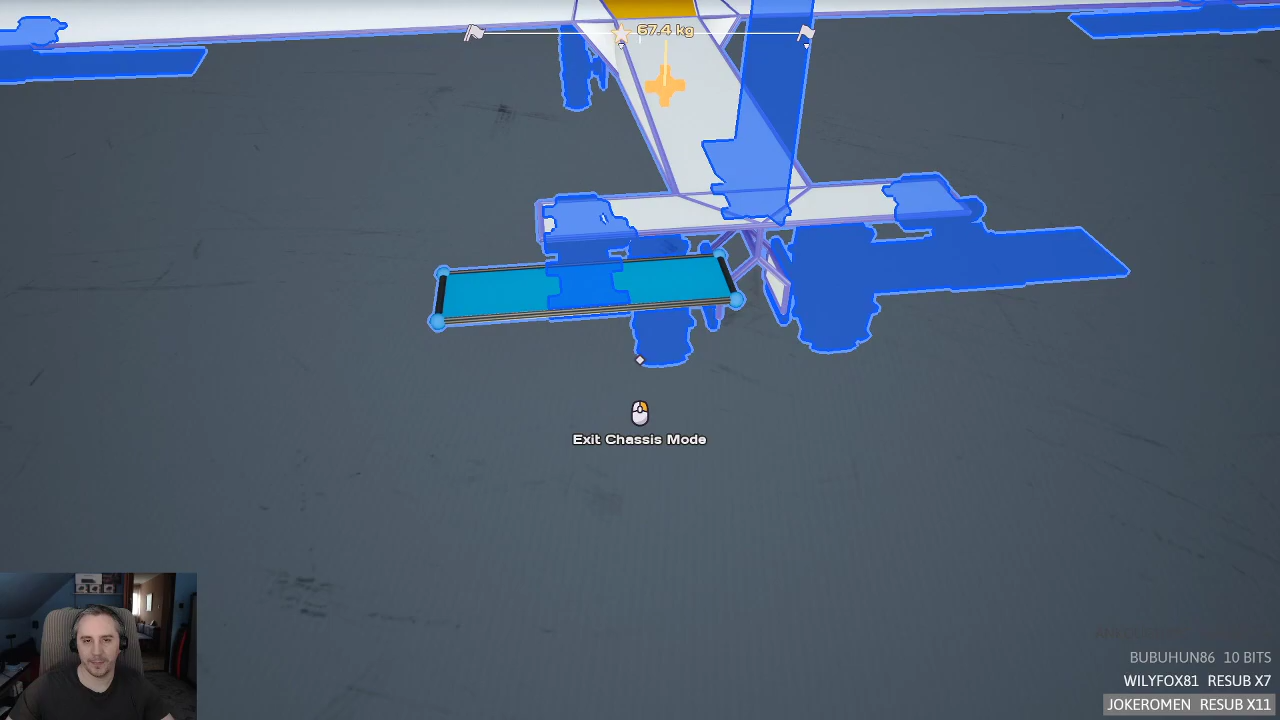 67.4 kg
Exit Chassis Mode
BUBUHUN86 10 BITS
WILYFOX81 RESUB X7
JOKEROMEN RESUB X11